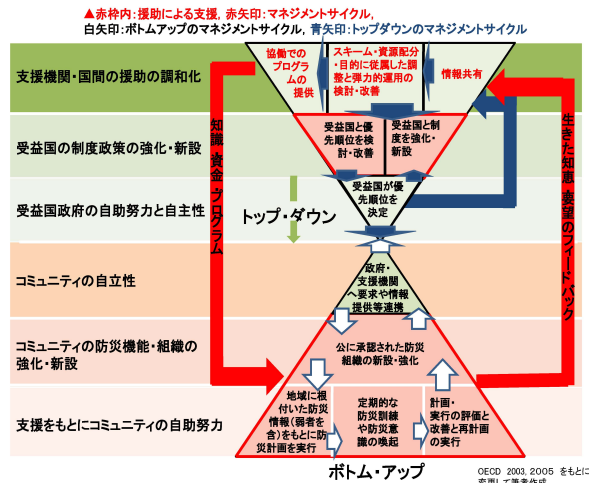 ▲赤枠内：援助による支援，赤矢印：マネジメントサイクル，
白矢印：ボトムアップのマネジメントサイクル，青矢印：トップダウンのマネジメントサイクル
支援機関・国間の援助の調和化
協働での
プログラ
ムの
提供
スキーム・資源配分
・目的に従属した調
整と弾力的運用の
検討・改善
情報共有
受益国の制度政策の強化・新設
受益国と優
先順位を検
討・改善
受益国と制
度を強化・
新設
受益国政府の自助努力と自主性
受益国が優
先順位を
決定
トップ・ダウン
知識・資金・プログラム
生きた知恵・要望のフィードバック
コミュニティの自立性
政府・
支援機関
へ要求や情報
提供等連携
コミュニティの防災機能・組織の
強化・新設
公に承認された防災
組織の新設・強化
支援をもとにコミュニティの自助努力
地域に根
付いた防災
情報（弱者を
含）をもとに防
災計画を実行
定期的な
防災訓練
や防災意
識の喚起
計画・
実行の評価と
改善と再計画
の実行
ボトム・アップ
OECD 2003，2005 をもとに
変更して筆者作成